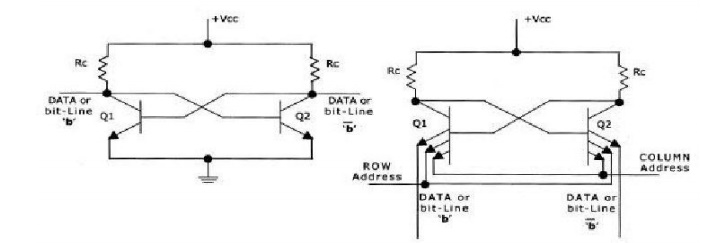 +Vcc
Rc
Rc
DATA or
bit-Line
'b'
Q1
Q2
DATA or
bit-Line
'b̅'
+Vcc
Rc
Rc
Q1
Q2
ROW
Address
COLUMN
Address
DATA or
bit-Line
'b'
DATA or
bit-Line
'b̅'